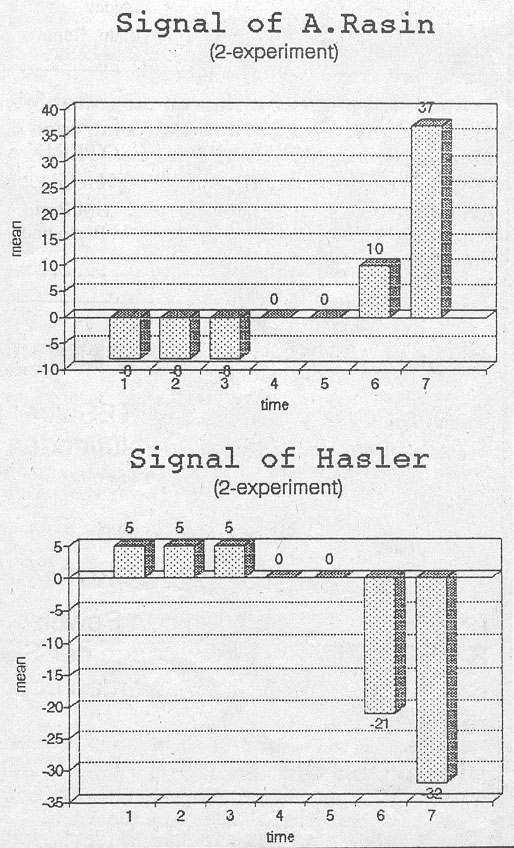 Signal of A.Rasin
(2-experiment)
37
40
35
30
25
20
15
10
5
0
-5
-10
mean
10
0 0
-8 -8 -8
1 2 3 4 5 6 7
time
Signal of Hasler
(2-experiment)
5 5 5
0 0
5
0
-5
-10
-15
-20
-25
-30
-35
mean
-21
-32
1 2 3 4 5 6 7
time